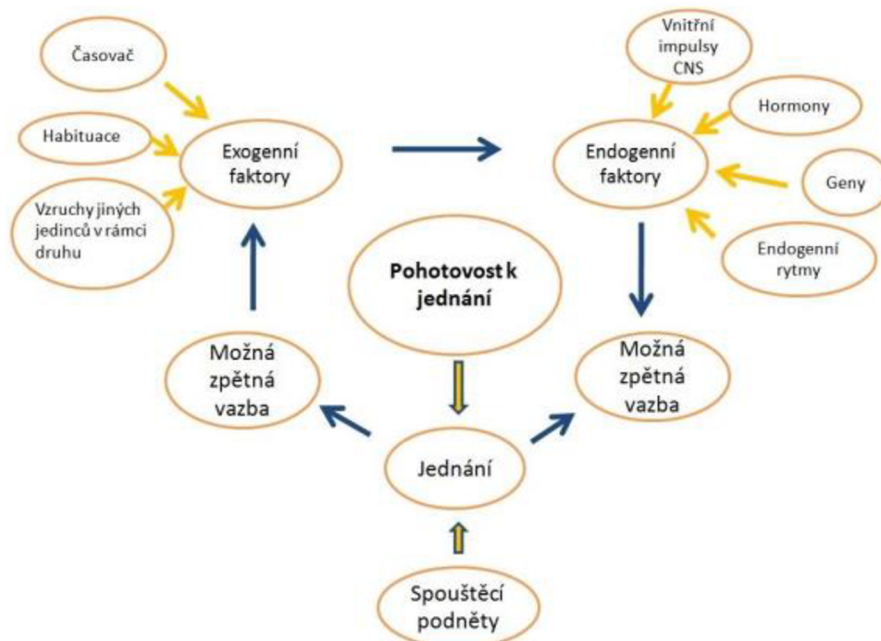 Časovač
Habituace
Vzruchy jiných
jedinců v rámci
druhu
Exogenní
faktory
Vnitřní
impulsy
CNS
Hormony
Endogenní
faktory
Geny
Endogenní
rytmy
Pohotovost k
jednání
Možná
zpětná
vazba
Možná
zpětná
vazba
Jednání
Spouštěcí
podněty